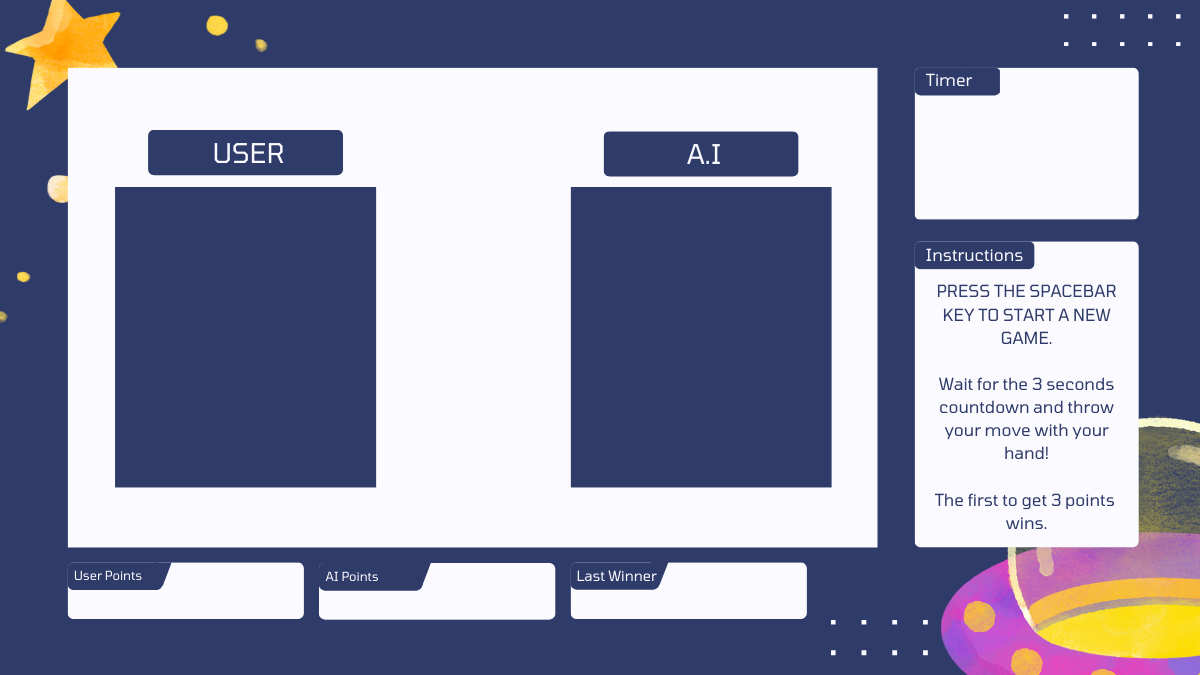 USER
A.I
Timer
Instructions
PRESS THE SPACEBAR
KEY TO START A NEW
GAME.
Wait for the 3 seconds
countdown and throw
your move with your
hand!
The first to get 3 points
wins.
User Points
AI Points
Last Winner